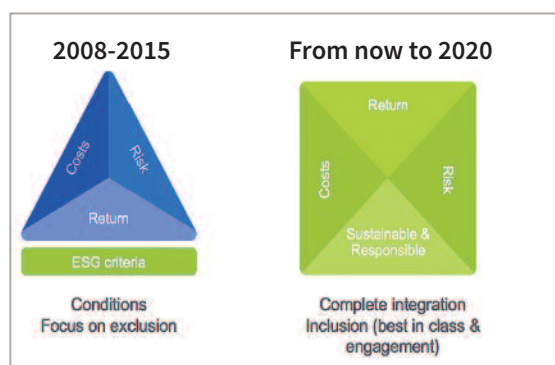 2008-2015
Costs
Risk
Return
ESG criteria
Conditions
Focus on exclusion
From now to 2020
Return
Costs
Risk
Sustainable &
Responsible
Complete integration
Inclusion (best in class &
engagement)